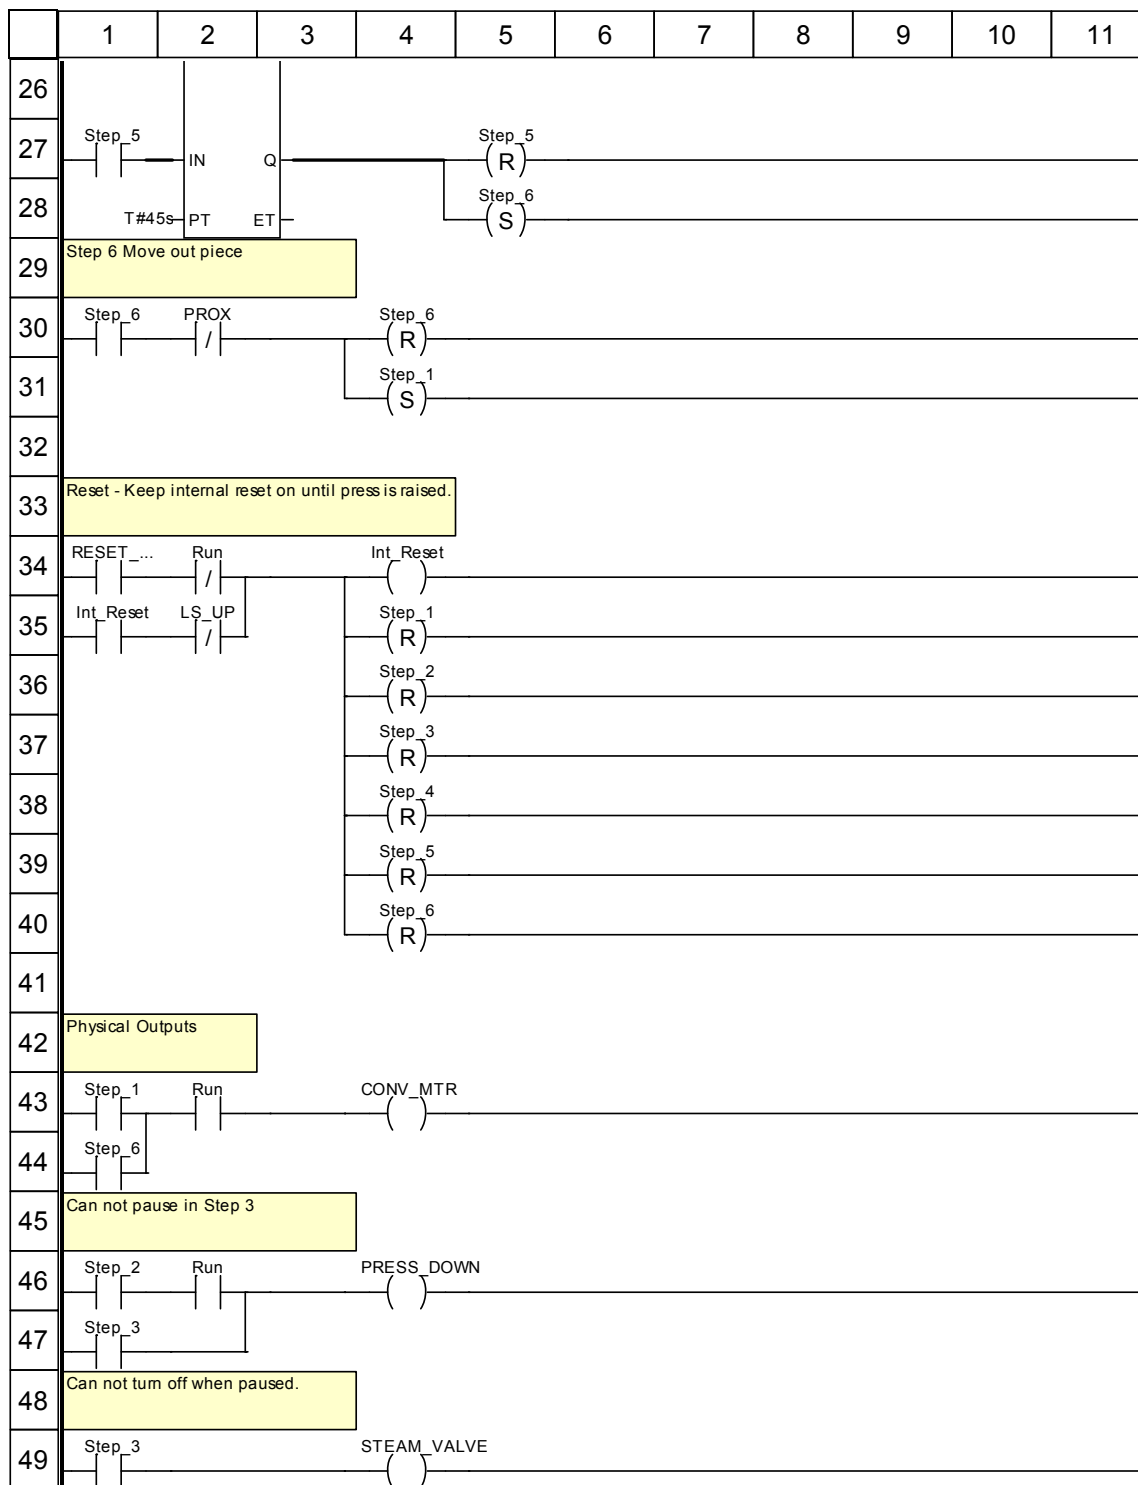 1 2 3 4 5 6 7 8 9 10 11
26
Step_5 Step_5
27 IN Q R
Step_6
28 T#45s PT ET S
29 Step 6 Move out piece
Step_6 PROX Step_6
30 / R
Step_1
31 S
32
33 Reset - Keep internal reset on until press is raised.
RESET_... Run Int_Reset
34 /
Int_Reset LS_UP Step_1
35 / R
Step_2
36 R
Step_3
37 R
Step_4
38 R
Step_5
39 R
Step_6
40 R
41
42 Physical Outputs
Step_1 Run CONV_MTR
43
Step_6
44
45 Can not pause in Step 3
Step_2 Run PRESS_DOWN
46
Step_3
47
48 Can not turn off when paused.
Step_3 STEAM_VALVE
49